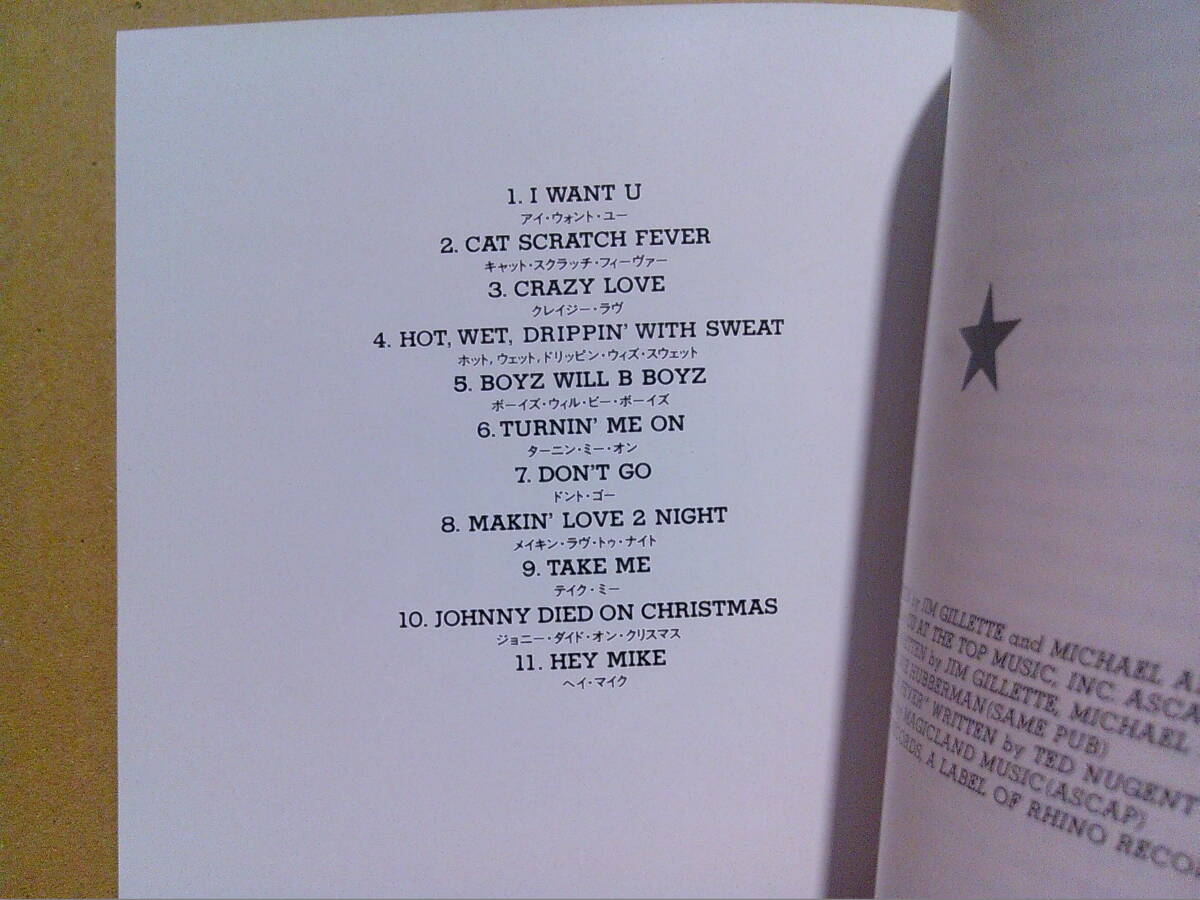 1. I WANT U
アイ・ウォント・ユー
2. CAT SCRATCH FEVER
キャット・スクラッチ・フィーヴァー
3. CRAZY LOVE
クレイジー・ラヴ
4. HOT, WET, DRIPPIN' WITH SWEAT
ホット,ウェット,ドリッピン・ウィズ・スウェット
5. BOYZ WILL B BOYZ
ボーイズ・ウィル・ビー・ボーイズ
6. TURNIN' ME ON
ターニン・ミー・オン
7. DON'T GO
ドント・ゴー
8. MAKIN' LOVE 2 NIGHT
メイキン・ラヴ・トゥ・ナイト
9. TAKE ME
テイク・ミー
10. JOHNNY DIED ON CHRISTMAS
ジョニー・ダイド・オン・クリスマス
11. HEY MIKE
ヘイ・マイク
by JIM GILLETTE and MICHAEL
AT THE TOP MUSIC, INC. ASCA
by JIM GILLETTE, MICHAEL
HUBBERMAN (SAME PUB)
WRITTEN by TED NUGENT
MAGICLAND MUSIC (ASCAP)
A LABEL OF RHINO